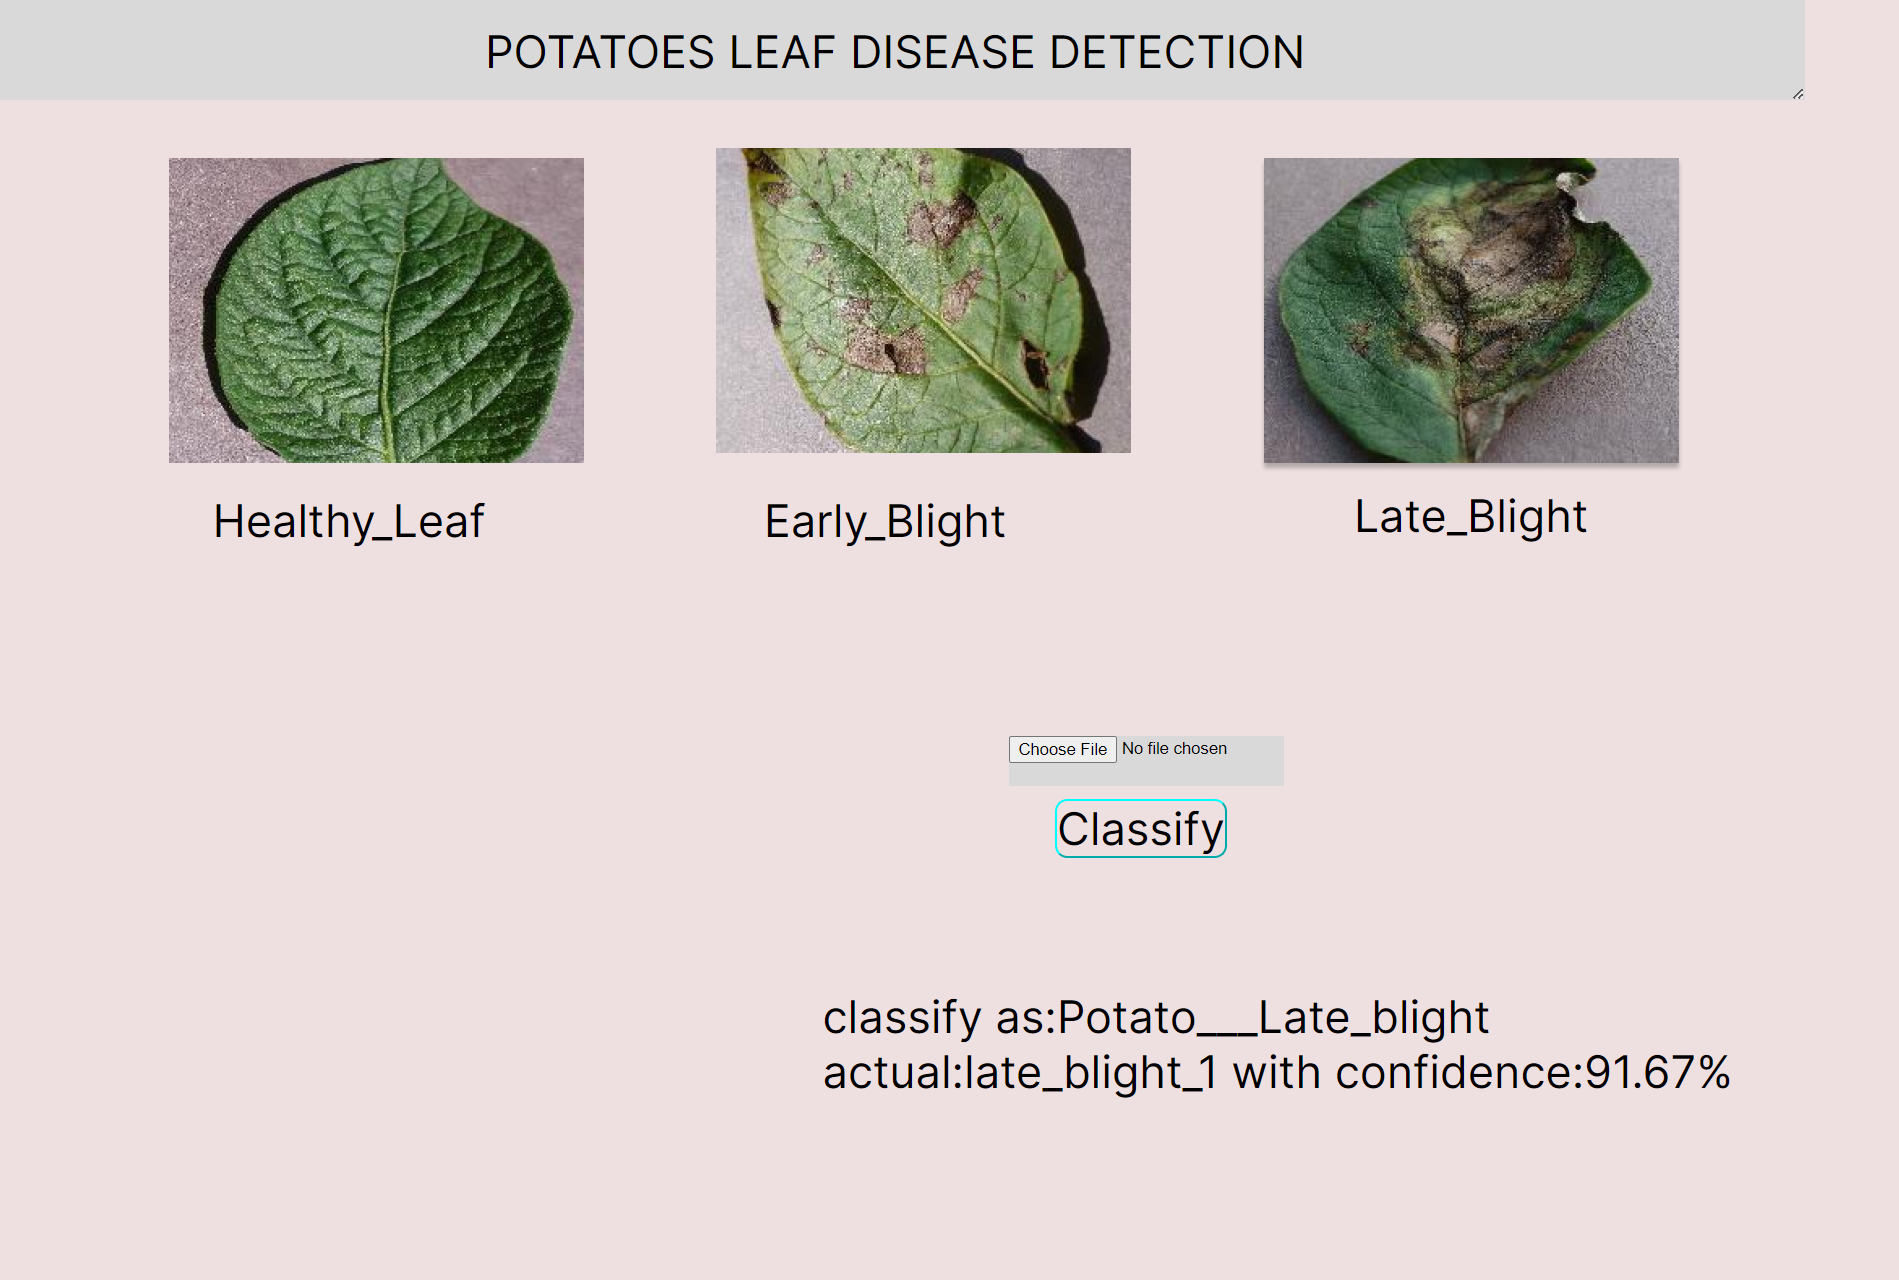 POTATOES LEAF DISEASE DETECTION
Healthy_Leaf
Early_Blight
Late_Blight
Choose File No file chosen
Classify
classify as:Potato___Late_blight
actual:late_blight_1 with confidence:91.67%